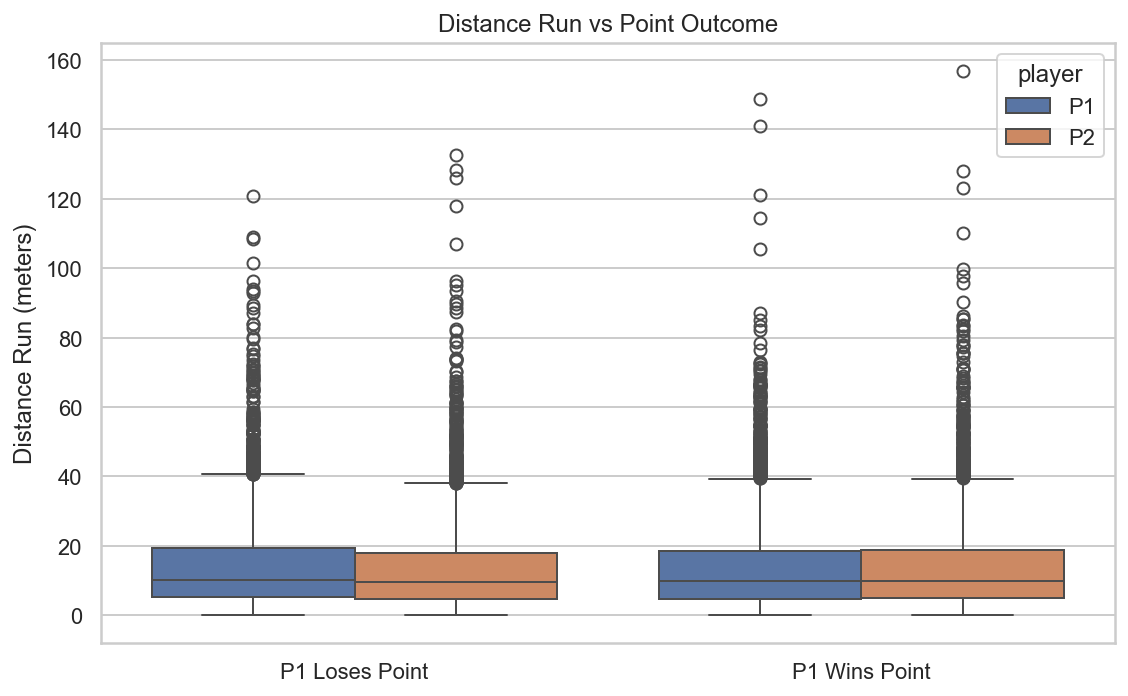 Distance Run vs Point Outcome
Distance Run (meters)
160
140
120
100
80
60
40
20
0
player
P1
P2
P1 Loses Point
P1 Wins Point